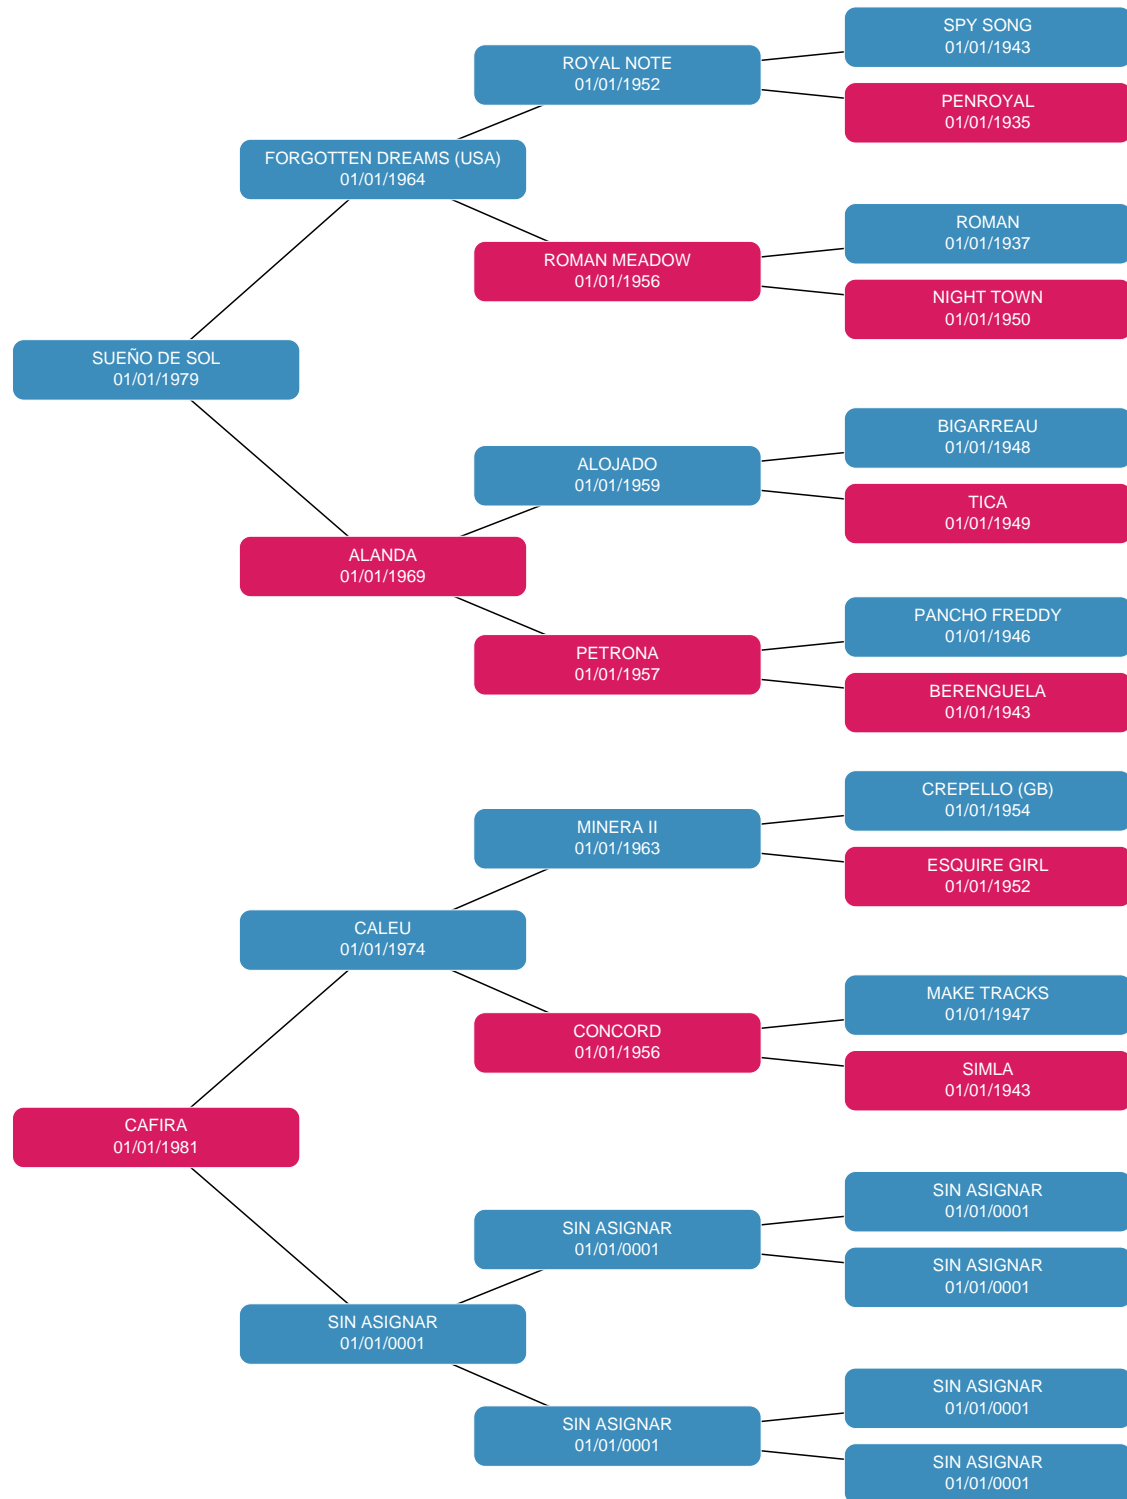 SPY SONG
01/01/1943
ROYAL NOTE
01/01/1952
PENROYAL
01/01/1935
FORGOTTEN DREAMS (USA)
01/01/1964
ROMAN
01/01/1937
ROMAN MEADOW
01/01/1956
NIGHT TOWN
01/01/1950
SUEÑO DE SOL
01/01/1979
BIGARREAU
01/01/1948
ALOJADO
01/01/1959
TICA
01/01/1949
ALANDA
01/01/1969
PANCHO FREDDY
01/01/1946
PETRONA
01/01/1957
BERENGUELA
01/01/1943
CREPELLO (GB)
01/01/1954
MINERA II
01/01/1963
ESQUIRE GIRL
01/01/1952
CALEU
01/01/1974
MAKE TRACKS
01/01/1947
CONCORD
01/01/1956
SIMLA
01/01/1943
CAFIRA
01/01/1981
SIN ASIGNAR
01/01/0001
SIN ASIGNAR
01/01/0001
SIN ASIGNAR
01/01/0001
SIN ASIGNAR
01/01/0001
SIN ASIGNAR
01/01/0001
SIN ASIGNAR
01/01/0001
SIN ASIGNAR
01/01/0001